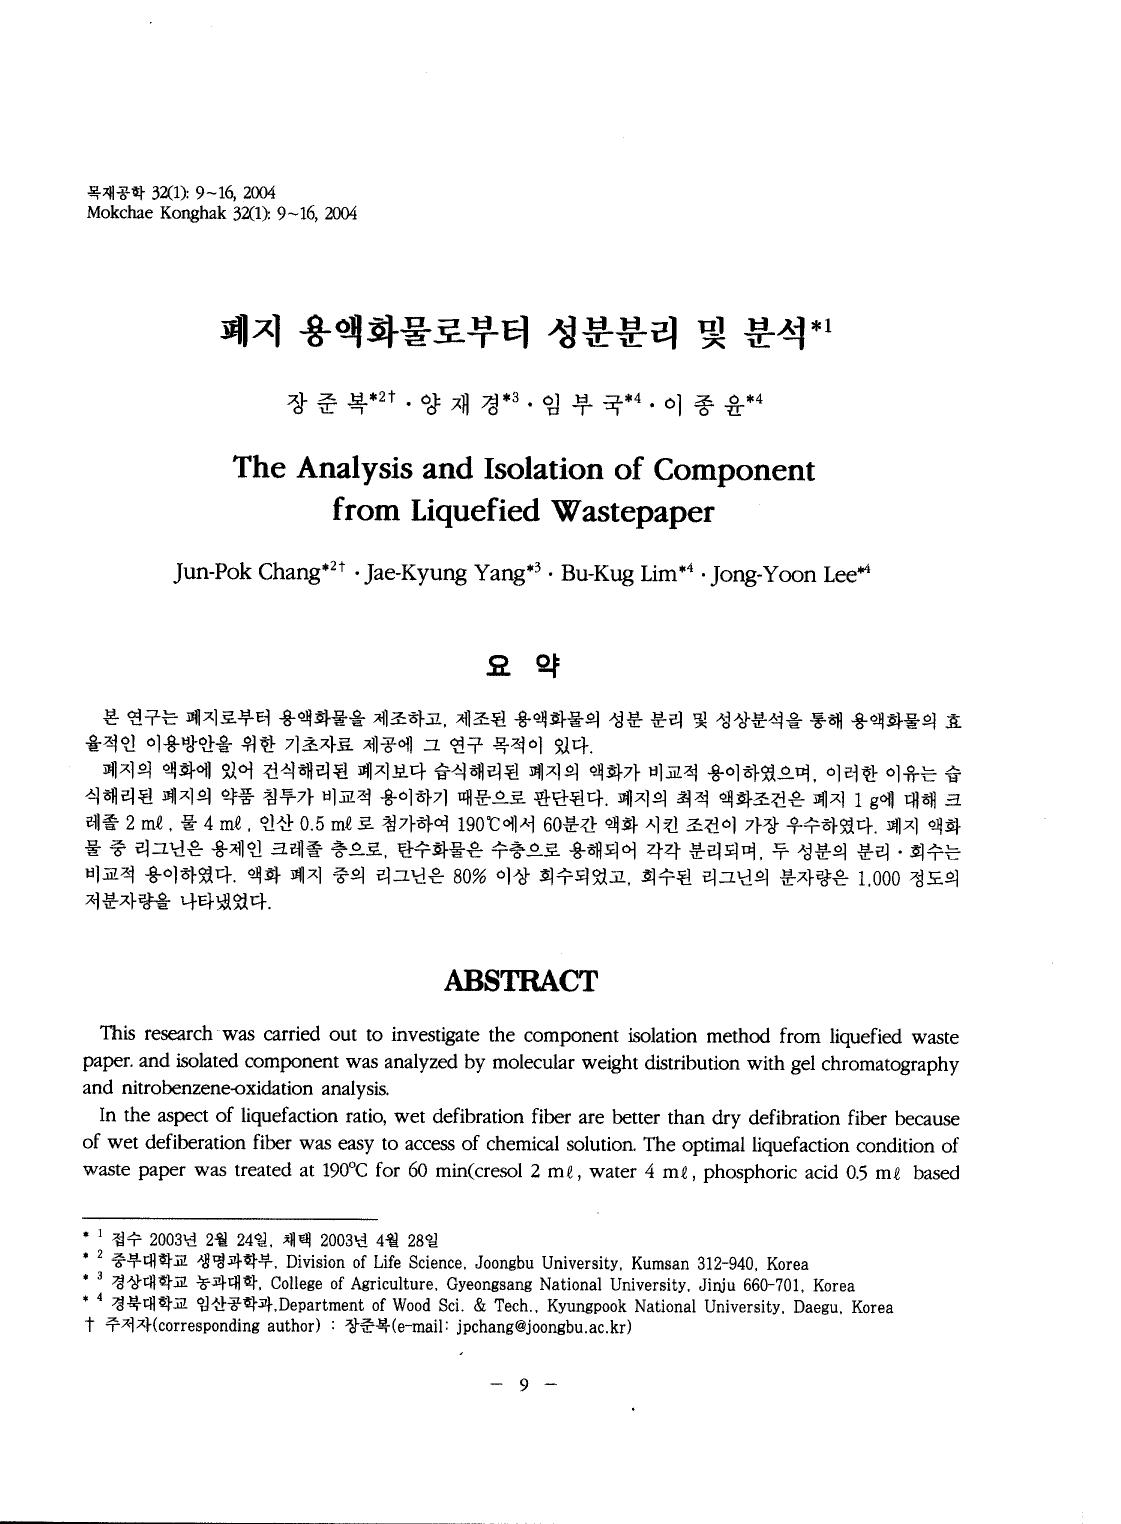 목재공학 32(1): 9~16, 2004
Mokchae Konghak 32(1): 9~16, 2004
폐지 용액화물로부터 성분분리 및 분석*1
장 준 복*2† · 양 재 경*3 · 임 부 국*4 · 이 종 윤*4
The Analysis and Isolation of Component
from Liquefied Wastepaper
Jun-Pok Chang*2† · Jae-Kyung Yang*3 · Bu-Kug Lim*4 · Jong-Yoon Lee*4
요 약
본 연구는 폐지로부터 용액화물을 제조하고, 제조된 용액화물의 성분 분리 및 성상분석을 통해 용액화물의 효
율적인 이용방안을 위한 기초자료 제공에 그 연구 목적이 있다.
폐지의 액화에 있어 건식해리된 폐지보다 습식해리된 폐지의 액화가 비교적 용이하였으며, 이러한 이유는 습
식해리된 폐지의 약품 침투가 비교적 용이하기 때문으로 판단된다. 폐지의 최적 액화조건은 폐지 1 g에 대해 크
레졸 2 mℓ, 물 4 mℓ, 인산 0.5 mℓ로 첨가하여 190℃에서 60분간 액화 시킨 조건이 가장 우수하였다. 폐지 액화
물 중 리그닌은 용제인 크레졸 층으로, 탄수화물은 수층으로 용해되어 각각 분리되며, 두 성분의 분리·회수는
비교적 용이하였다. 액화 폐지 중의 리그닌은 80% 이상 회수되었고, 회수된 리그닌의 분자량은 1,000 정도의
저분자량을 나타냈었다.
ABSTRACT
This research was carried out to investigate the component isolation method from liquefied waste
paper. and isolated component was analyzed by molecular weight distribution with gel chromatography
and nitrobenzene-oxidation analysis.
In the aspect of liquefaction ratio, wet defibration fiber are better than dry defibration fiber because
of wet defiberation fiber was easy to access of chemical solution. The optimal liquefaction condition of
waste paper was treated at 190℃ for 60 min(cresol 2 mℓ, water 4 mℓ, phosphoric acid 0.5 mℓ based
*1 접수 2003년 2월 24일, 채택 2003년 4월 28일
*2 중부대학교 생명과학부, Division of Life Science, Joongbu University, Kumsan 312-940, Korea
*3 경상대학교 농과대학, College of Agriculture, Gyeongsang National University, Jinju 660-701, Korea
*4 경북대학교 임산공학과,Department of Wood Sci. & Tech., Kyungpook National University, Daegu, Korea
† 주저자(corresponding author) : 장준복(e-mail: jpchang@joongbu.ac.kr)
- 9 -